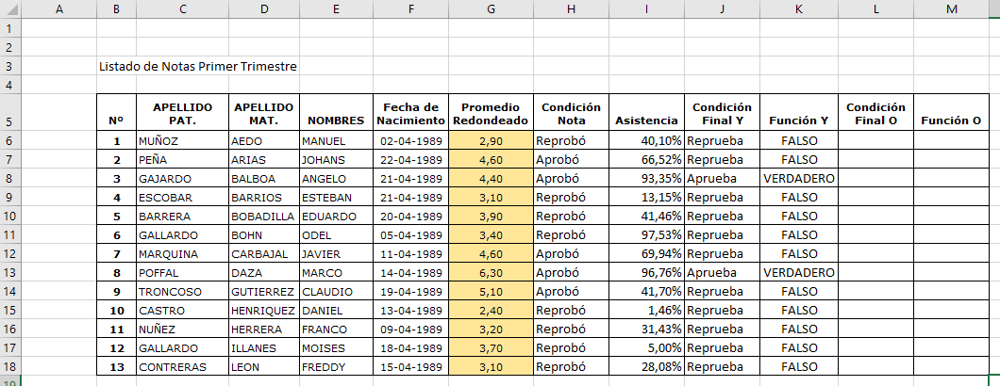 A B C D E F G H I J K L M
1
2
3 Listado de Notas Primer Trimestre
4
5 Nº APELLIDO PAT. APELLIDO MAT. NOMBRES Fecha de Nacimiento Promedio Redondeado Condición Nota Asistencia Condición Final Y Función Y Condición Final O Función O
6 1 MUÑOZ AEDO MANUEL 02-04-1989 2,90 Reprobó 40,10% Reprueba FALSO
7 2 PEÑA ARIAS JOHANS 22-04-1989 4,60 Aprobó 66,52% Reprueba FALSO
8 3 GAJARDO BALBOA ANGELO 21-04-1989 4,40 Aprobó 93,35% Aprueba VERDADERO
9 4 ESCOBAR BARRIOS ESTEBAN 21-04-1989 3,10 Reprobó 13,15% Reprueba FALSO
10 5 BARRERA BOBADILLA EDUARDO 20-04-1989 3,90 Reprobó 41,46% Reprueba FALSO
11 6 GALLARDO BOHN ODEL 05-04-1989 3,40 Reprobó 97,53% Reprueba FALSO
12 7 MARQUINA CARBAJAL JAVIER 11-04-1989 4,60 Aprobó 69,94% Reprueba FALSO
13 8 POFFAL DAZA MARCO 14-04-1989 6,30 Aprobó 96,76% Aprueba VERDADERO
14 9 TRONCOSO GUTIERREZ CLAUDIO 19-04-1989 5,10 Aprobó 41,70% Reprueba FALSO
15 10 CASTRO HENRIQUEZ DANIEL 13-04-1989 2,40 Reprobó 1,46% Reprueba FALSO
16 11 NUÑEZ HERRERA FRANCO 09-04-1989 3,20 Reprobó 31,43% Reprueba FALSO
17 12 GALLARDO ILLANES MOISES 18-04-1989 3,70 Reprobó 5,00% Reprueba FALSO
18 13 CONTRERAS LEON FREDDY 15-04-1989 3,10 Reprobó 28,08% Reprueba FALSO
19